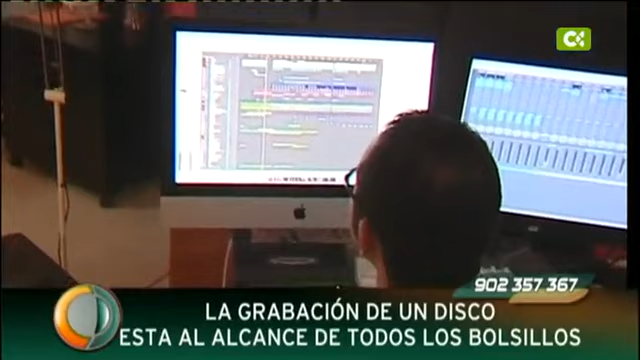 902 357 367
LA GRABACIÓN DE UN DISCO
ESTA AL ALCANCE DE TODOS LOS BOLSILLOS